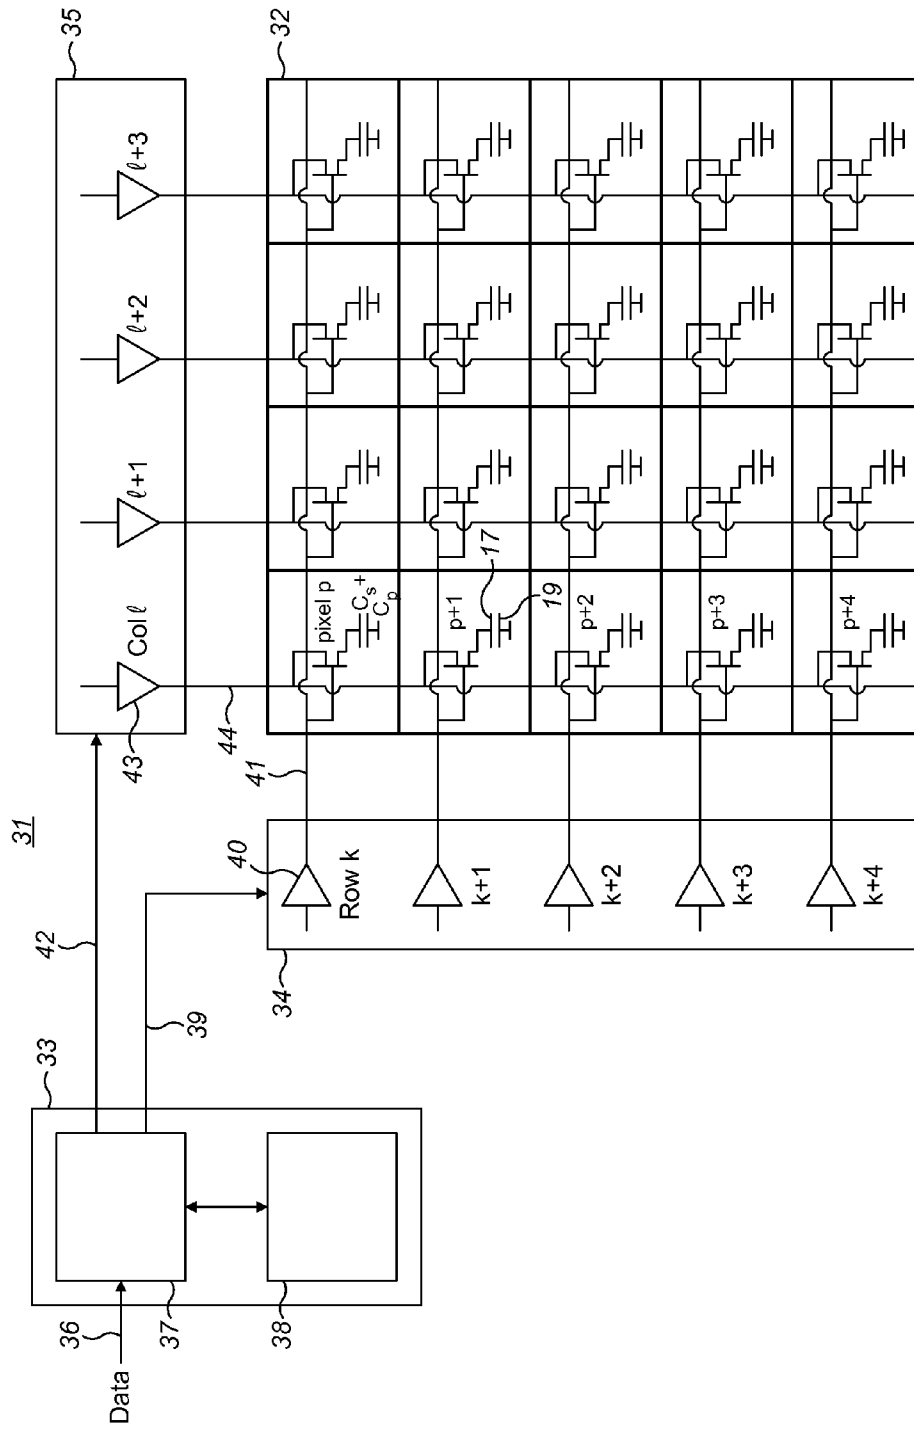 31
35
32
Col ℓ
ℓ+1
ℓ+2
ℓ+3
43
44
42
33
36
Data
37
38
39
41
40
Row k
k+1
k+2
k+3
k+4
34
pixel p
Cs +
Cp
p+1
17
19
p+2
p+3
p+4